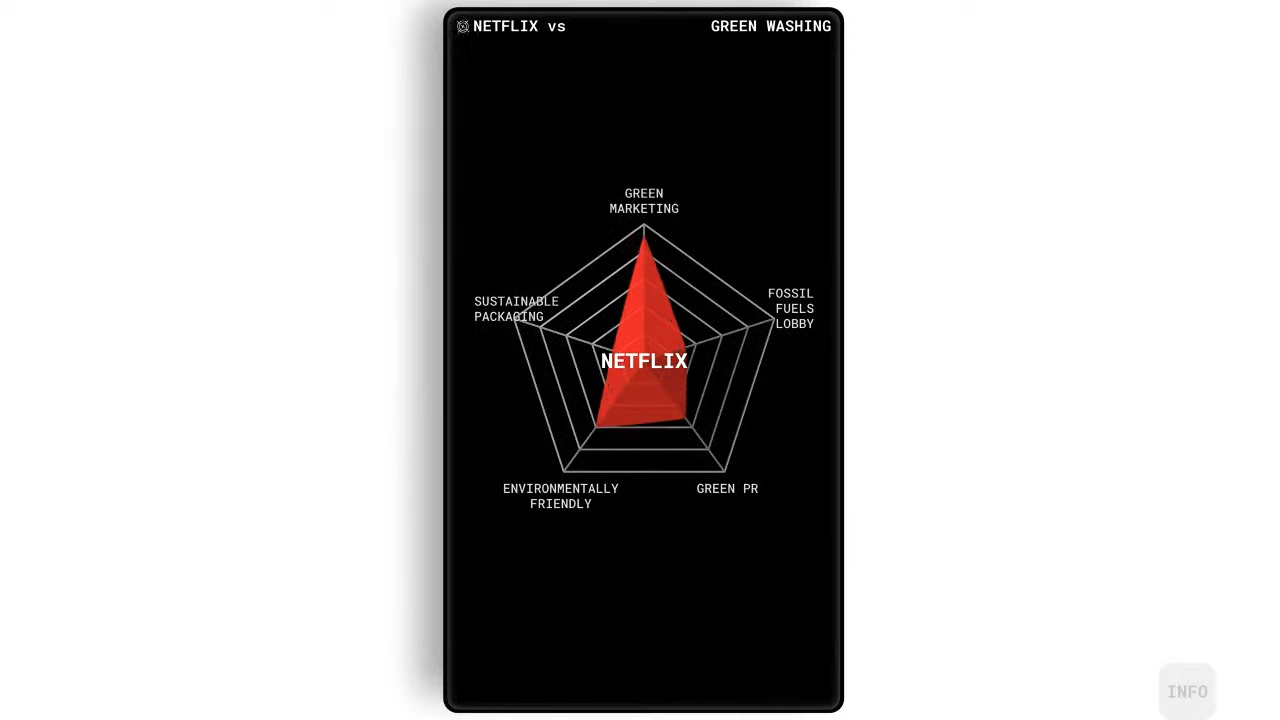 NETFLIX vs
GREEN WASHING
GREEN
MARKETING
FOSSIL
FUELS
LOBBY
SUSTAINABLE
PACKAGING
NETFLIX
ENVIRONMENTALLY
FRIENDLY
GREEN PR
INFO